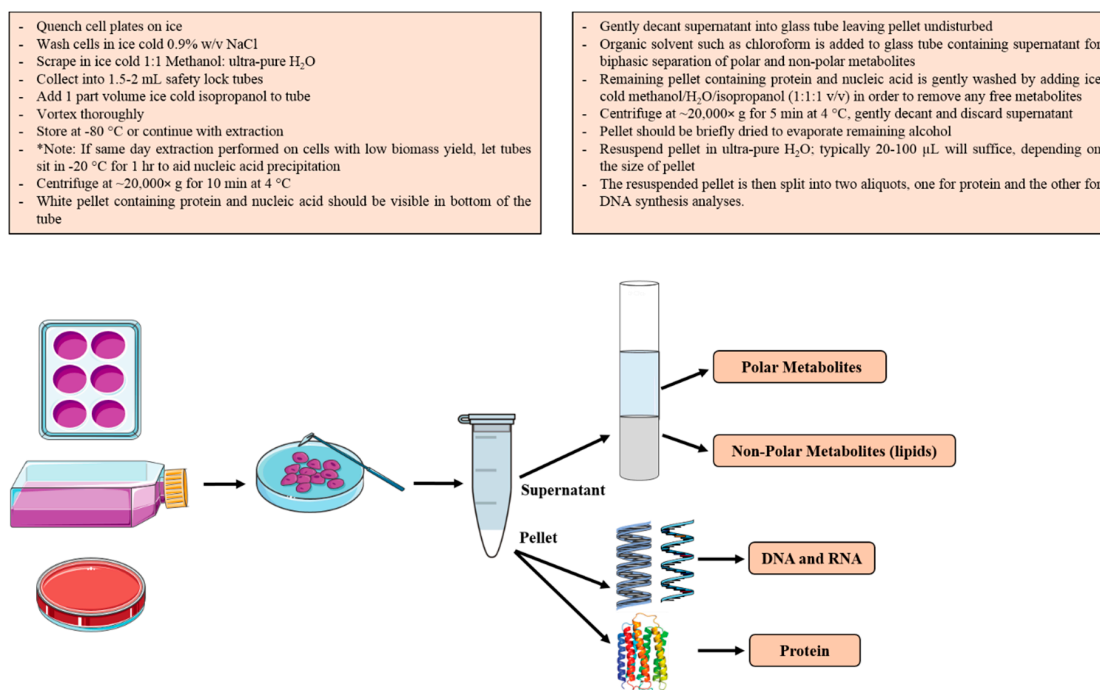 - Quench cell plates on ice
- Wash cells in ice cold 0.9% w/v NaCl
- Scrape in ice cold 1:1 Methanol: ultra-pure H₂O
- Collect into 1.5-2 mL safety lock tubes
- Add 1 part volume ice cold isopropanol to tube
- Vortex thoroughly
- Store at -80 °C or continue with extraction
- *Note: If same day extraction performed on cells with low biomass yield, let tubes
sit in -20 °C for 1 hr to aid nucleic acid precipitation
- Centrifuge at ~20,000× g for 10 min at 4 °C
- White pellet containing protein and nucleic acid should be visible in bottom of the
tube
- Gently decant supernatant into glass tube leaving pellet undisturbed
- Organic solvent such as chloroform is added to glass tube containing supernatant for
biphasic separation of polar and non-polar metabolites
- Remaining pellet containing protein and nucleic acid is gently washed by adding ice
cold methanol/H₂O/isopropanol (1:1:1 v/v) in order to remove any free metabolites
- Centrifuge at ~20,000× g for 5 min at 4 °C, gently decant and discard supernatant
- Pellet should be briefly dried to evaporate remaining alcohol
- Resuspend pellet in ultra-pure H₂O; typically 20-100 µL will suffice, depending on
the size of pellet
- The resuspended pellet is then split into two aliquots, one for protein and the other for
DNA synthesis analyses.
Polar Metabolites
Non-Polar Metabolites (lipids)
Supernatant
Pellet
DNA and RNA
Protein